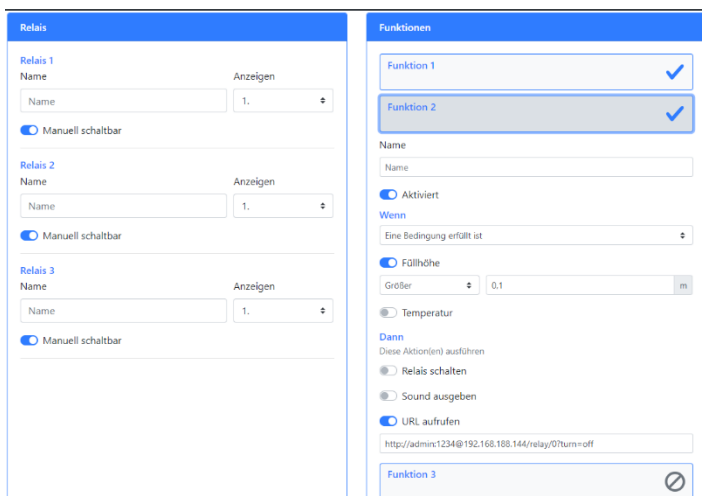 Relais
Relais 1
Name Anzeigen
Name 1.
Manuell schaltbar
Relais 2
Name Anzeigen
Name 1.
Manuell schaltbar
Relais 3
Name Anzeigen
Name 1.
Manuell schaltbar
Funktionen
Funktion 1
Funktion 2
Name
Name
Aktiviert
Wenn
Eine Bedingung erfüllt ist
Füllhöhe
Größer 0.1 m
Temperatur
Dann
Diese Aktion(en) ausführen
Relais schalten
Sound ausgeben
URL aufrufen
http://admin:1234@192.168.188.144/relay/0?turn=off
Funktion 3